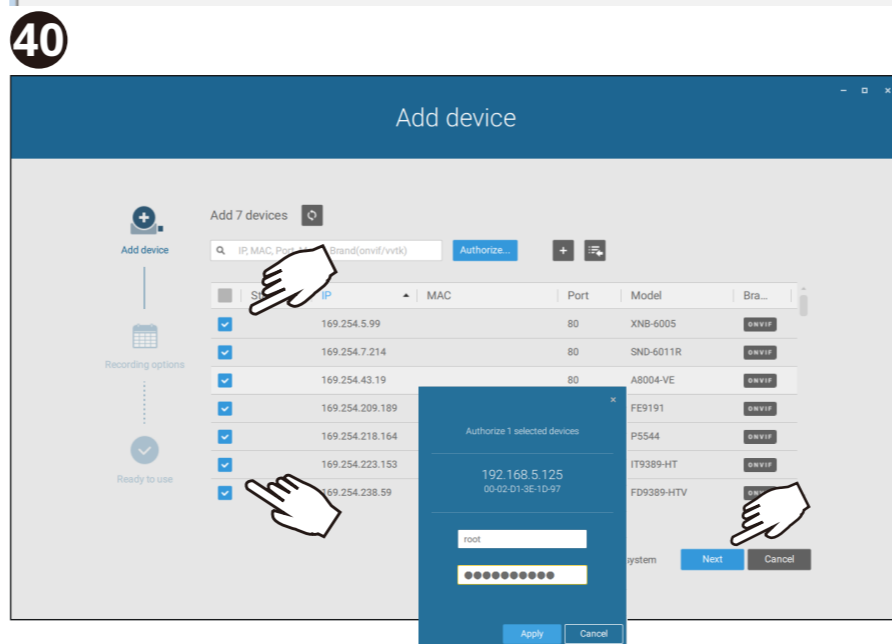 40
Add device
Add 7 devices
Add device
IP, MAC, Port, Brand(onvif/vvtk)
Authorize...
IP MAC Port Model Bra...
169.254.5.99 80 XNB-6005 ONVIF
169.254.7.214 80 SND-6011R ONVIF
Recording options
169.254.43.19 80 A8004-VE ONVIF
169.254.209.189 FE9191 ONVIF
169.254.218.164 P5544 ONVIF
169.254.223.153 IT9389-HT ONVIF
Ready to use
169.254.238.59 FD9389-HTV
Authorize 1 selected devices
192.168.5.125
00-02-D1-3E-1D-97
root
Next Cancel
Apply Cancel